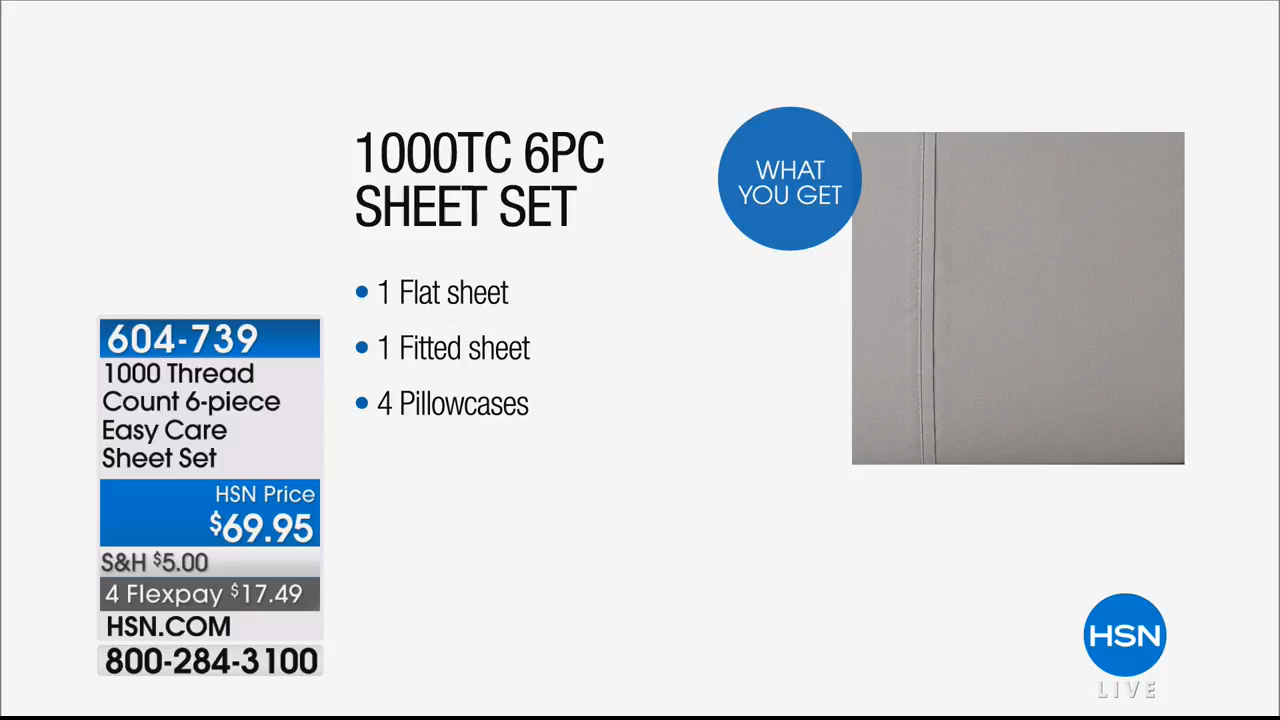 1000TC 6PC
SHEET SET
• 1 Flat sheet
• 1 Fitted sheet
• 4 Pillowcases
WHAT
YOU GET
604-739
1000 Thread
Count 6-piece
Easy Care
Sheet Set
HSN Price
$69.95
S&H $5.00
4 Flexpay $17.49
HSN.COM
800-284-3100
HSN
LIVE